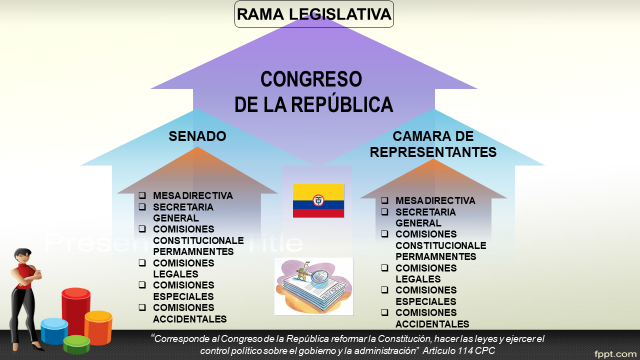 RAMA LEGISLATIVA
CONGRESO
DE LA REPÚBLICA
SENADO
❑ MESA DIRECTIVA
❑ SECRETARIA
GENERAL
❑ COMISIONES
CONSTITUCIONALE
PERMAMNENTES
❑ COMISIONES
LEGALES
❑ COMISIONES
ESPECIALES
❑ COMISIONES
ACCIDENTALES
CAMARA DE
REPRESENTANTES
❑ MESA DIRECTIVA
❑ SECRETARIA
GENERAL
❑ COMISIONES
CONSTITUCIONALE
PERMAMNENTES
❑ COMISIONES
LEGALES
❑ COMISIONES
ESPECIALES
❑ COMISIONES
ACCIDENTALES
“Corresponde al Congreso de la República reformar la Constitución, hacer las leyes y ejercer el
control político sobre el gobierno y la administración” Articulo 114 CPC
fppt.com